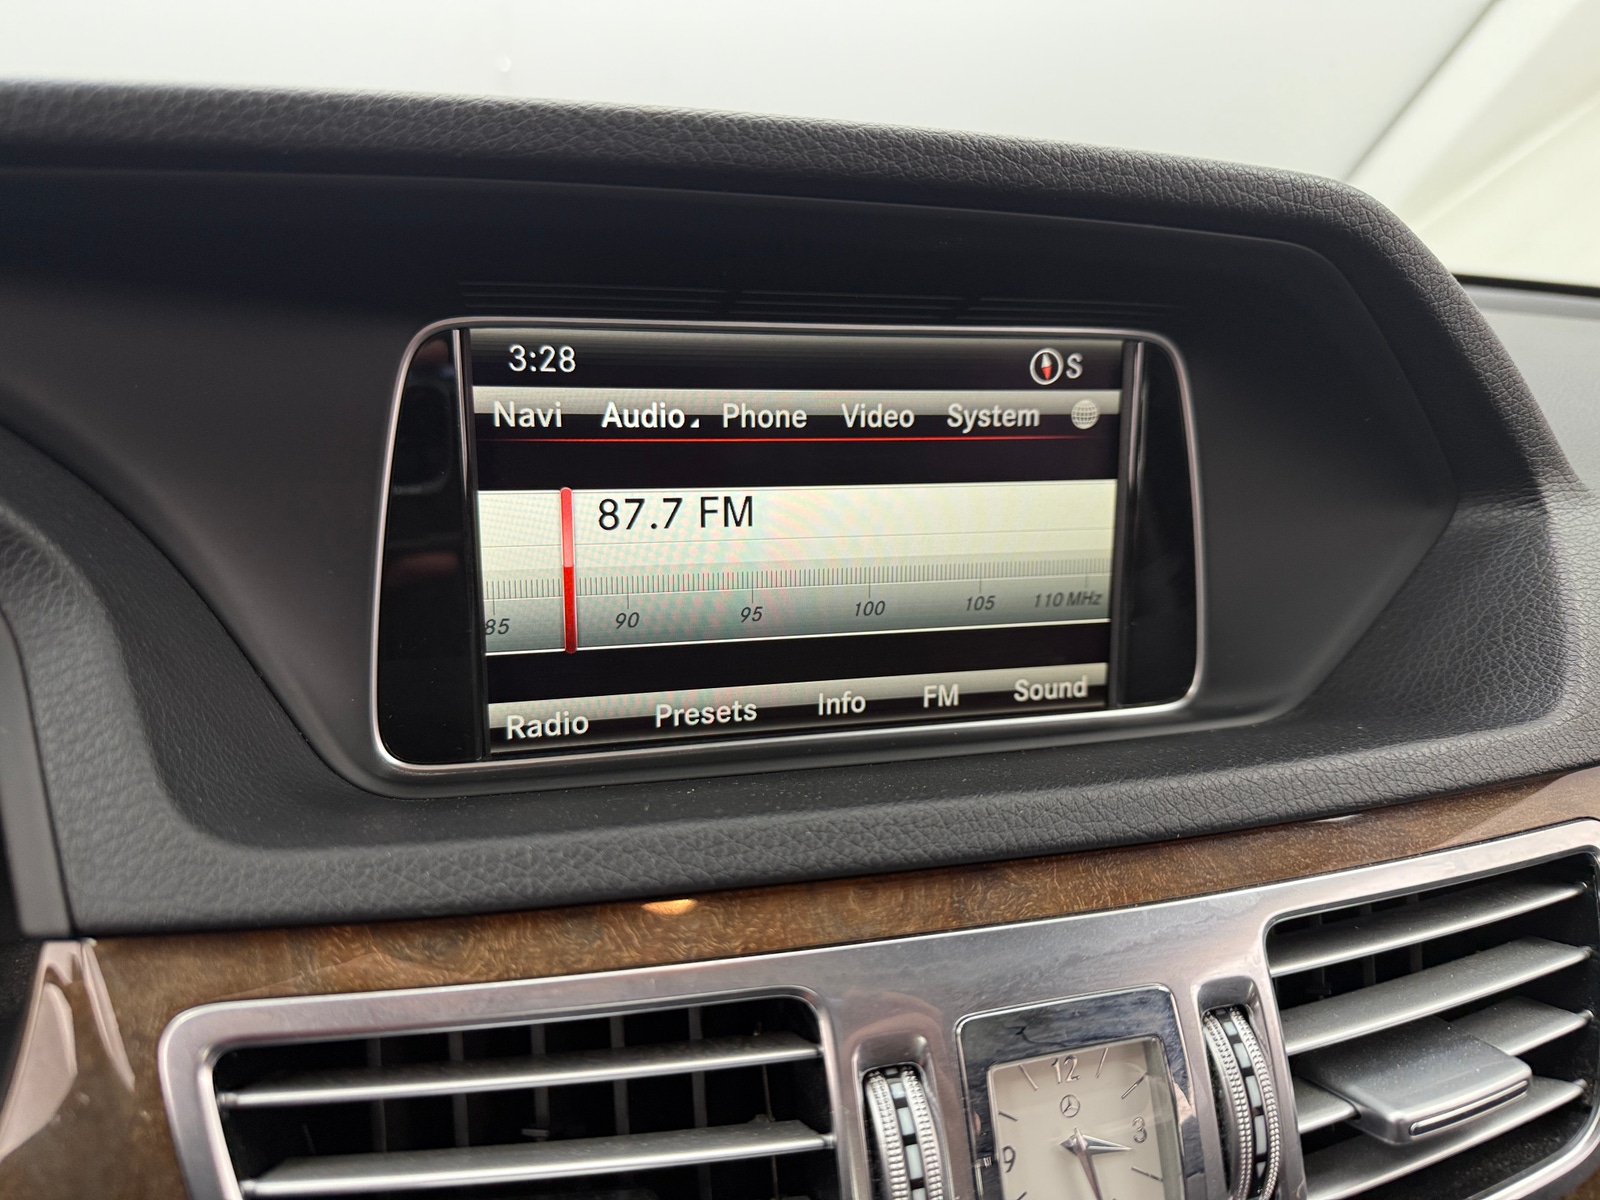 3:28 S
Navi Audio Phone Video System
87.7 FM
85 90 95 100 105 110 MHz
Radio Presets Info FM Sound
12
9 3